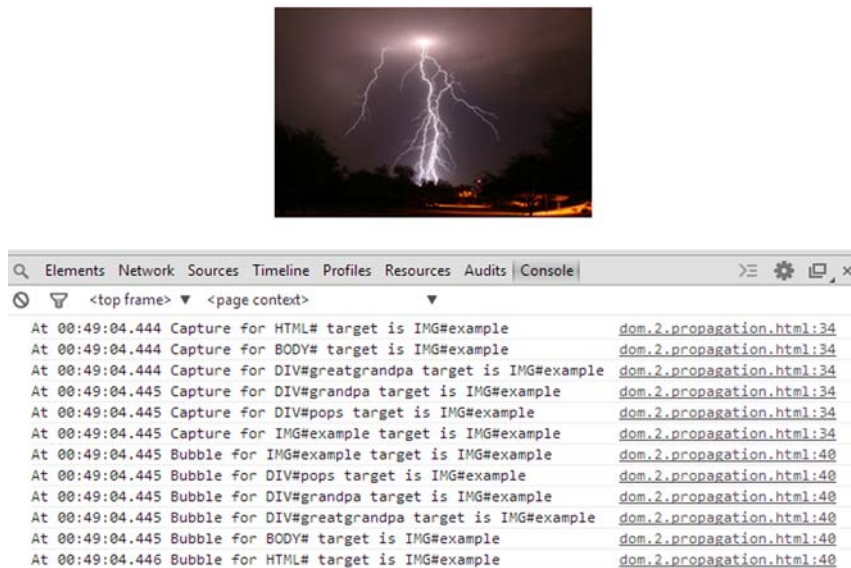 Elements Network Sources Timeline Profiles Resources Audits Console
<top frame> ▼ <page context> ▼
At 00:49:04.444 Capture for HTML# target is IMG#example dom.2.propagation.html:34
At 00:49:04.444 Capture for BODY# target is IMG#example dom.2.propagation.html:34
At 00:49:04.444 Capture for DIV#greatgrandpa target is IMG#example dom.2.propagation.html:34
At 00:49:04.445 Capture for DIV#grandpa target is IMG#example dom.2.propagation.html:34
At 00:49:04.445 Capture for DIV#pops target is IMG#example dom.2.propagation.html:34
At 00:49:04.445 Capture for IMG#example target is IMG#example dom.2.propagation.html:34
At 00:49:04.445 Bubble for IMG#example target is IMG#example dom.2.propagation.html:40
At 00:49:04.445 Bubble for DIV#pops target is IMG#example dom.2.propagation.html:40
At 00:49:04.445 Bubble for DIV#grandpa target is IMG#example dom.2.propagation.html:40
At 00:49:04.445 Bubble for DIV#greatgrandpa target is IMG#example dom.2.propagation.html:40
At 00:49:04.445 Bubble for BODY# target is IMG#example dom.2.propagation.html:40
At 00:49:04.446 Bubble for HTML# target is IMG#example dom.2.propagation.html:40